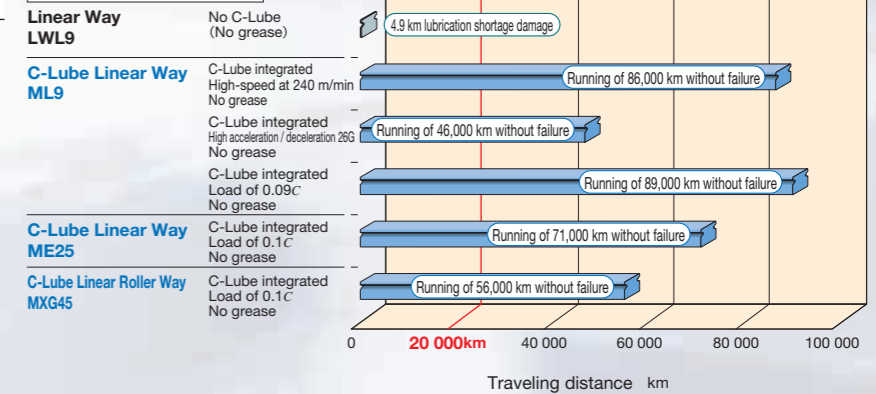 Linear Way
LWL9
No C-Lube
(No grease)
4.9 km lubrication shortage damage
C-Lube Linear Way
ML9
C-Lube integrated
High-speed at 240 m/min
No grease
Running of 86,000 km without failure
C-Lube integrated
High acceleration / deceleration 26G
No grease
Running of 46,000 km without failure
C-Lube integrated
Load of 0.09C
No grease
Running of 89,000 km without failure
C-Lube Linear Way
ME25
C-Lube integrated
Load of 0.1C
No grease
Running of 71,000 km without failure
C-Lube Linear Roller Way
MXG45
C-Lube integrated
Load of 0.1C
No grease
Running of 56,000 km without failure
0 20 000km 40 000 60 000 80 000 100 000
Traveling distance km